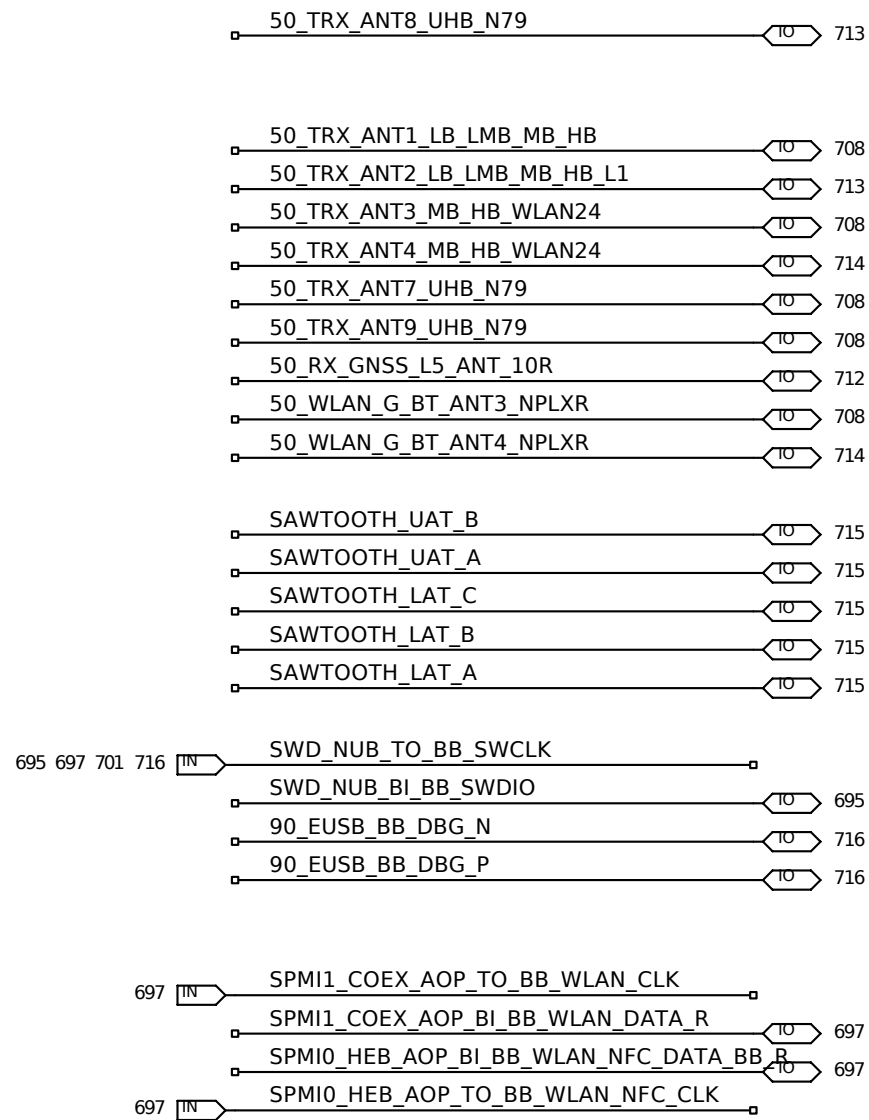 50_TRX_ANT8_UHB_N79 IO 713
50_TRX_ANT1_LB_LMB_MB_HB IO 708
50_TRX_ANT2_LB_LMB_MB_HB_L1 IO 713
50_TRX_ANT3_MB_HB_WLAN24 IO 708
50_TRX_ANT4_MB_HB_WLAN24 IO 714
50_TRX_ANT7_UHB_N79 IO 708
50_TRX_ANT9_UHB_N79 IO 708
50_RX_GNSS_L5_ANT_10R IO 712
50_WLAN_G_BT_ANT3_NPLXR IO 708
50_WLAN_G_BT_ANT4_NPLXR IO 714
SAWTOOTH_UAT_B IO 715
SAWTOOTH_UAT_A IO 715
SAWTOOTH_LAT_C IO 715
SAWTOOTH_LAT_B IO 715
SAWTOOTH_LAT_A IO 715
695 697 701 716 IN SWD_NUB_TO_BB_SWCLK
SWD_NUB_BI_BB_SWDIO IO 695
90_EUSB_BB_DBG_N IO 716
90_EUSB_BB_DBG_P IO 716
697 IN SPMI1_COEX_AOP_TO_BB_WLAN_CLK
SPMI1_COEX_AOP_BI_BB_WLAN_DATA_R IO 697
SPMI0_HEB_AOP_BI_BB_WLAN_NFC_DATA_BB_R IO 697
697 IN SPMI0_HEB_AOP_TO_BB_WLAN_NFC_CLK